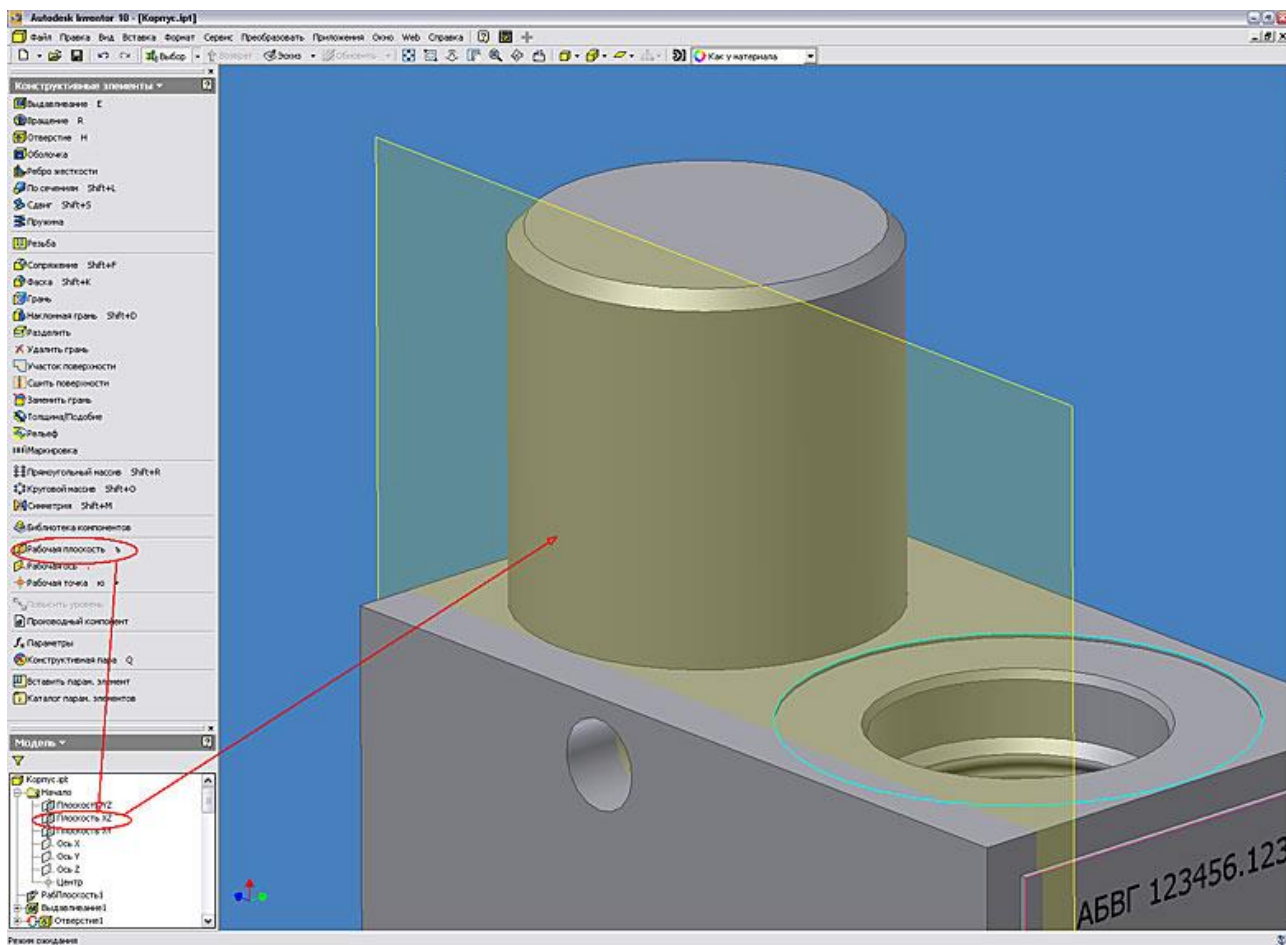 Autodesk Inventor 10 - [Корпус.ipt]
Файл Правка Вид Вставка Формат Сервис Преобразовать Приложения Окно Web Справка
Выбор Возврат Эскиз Обновить Как у материала
Конструктивные элементы
Выдавливание E
Вращение R
Отверстие H
Оболочка
Ребро жесткости
По сечениям Shift+L
Сдвиг Shift+S
Пружина
Резьба
Сопряжение Shift+F
Фаска Shift+K
Грань
Наклонная грань Shift+D
Разделить
Удалить грань
Участок поверхности
Сшить поверхности
Заменить грань
Толщина/Подобие
Рельеф
Маркировка
Прямоугольный массив Shift+R
Круговой массив Shift+O
Симметрия Shift+M
Библиотека компонентов
Рабочая плоскость ъ
Рабочая ось .
Рабочая точка ю
Повысить уровень
Производный компонент
fx Параметры
Конструктивная пара Q
Вставить парам. элемент
Каталог парам. элементов
Модель
Корпус.ipt
Начало
Плоскость YZ
Плоскость XZ
Плоскость XY
Ось X
Ось Y
Ось Z
Центр
РабПлоскость1
Выдавливание1
Отверстие1
АБВГ 123456.123
Режим ожидания